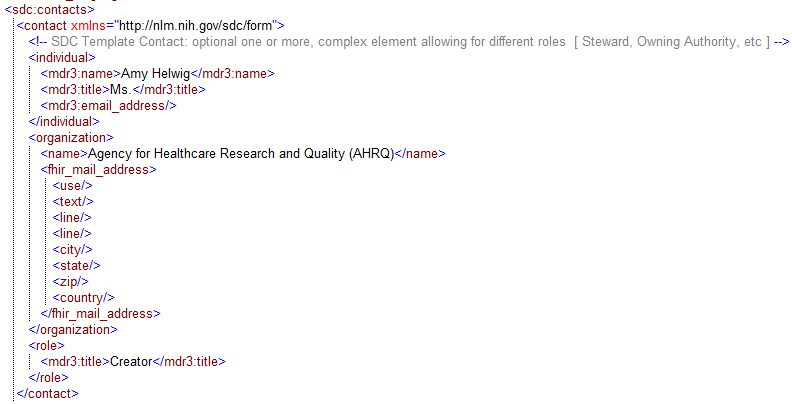 <sdc:contacts>
<contact xmlns="http://nlm.nih.gov/sdc/form">
<!-- SDC Template Contact: optional one or more, complex element allowing for different roles  [ Steward, Owning Authority, etc ] -->
<individual>
<mdr3:name>Amy Helwig</mdr3:name>
<mdr3:title>Ms.</mdr3:title>
<mdr3:email_address/>
</individual>
<organization>
<name>Agency for Healthcare Research and Quality (AHRQ)</name>
<fhir_mail_address>
<use/>
<text/>
<line/>
<line/>
<city/>
<state/>
<zip/>
<country/>
</fhir_mail_address>
</organization>
<role>
<mdr3:title>Creator</mdr3:title>
</role>
</contact>